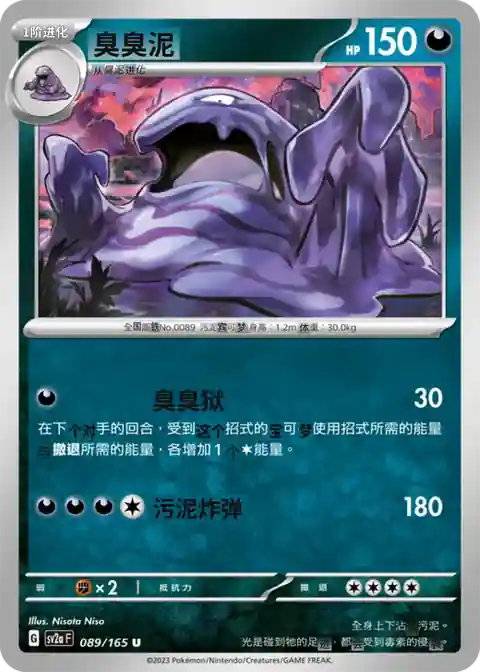 1阶进化
臭臭泥
HP 150
从臭泥进化
全国图鉴No.0089 污泥宝可梦 身高：1.2m 体重：30.0kg
臭臭狱 30
在下个对手的回合，受到这个招式的宝可梦使用招式所需的能量
与撤退所需的能量，各增加1个✶能量。
污泥炸弹 180
弱 ×2 抵抗力 撤退
Illus. Nisota Niso
G sv2a F 089/165 U
全身上下沾 污泥。
光是碰到牠的足 都 受到毒素的侵
©2023 Pokémon/Nintendo/Creatures/GAME FREAK.